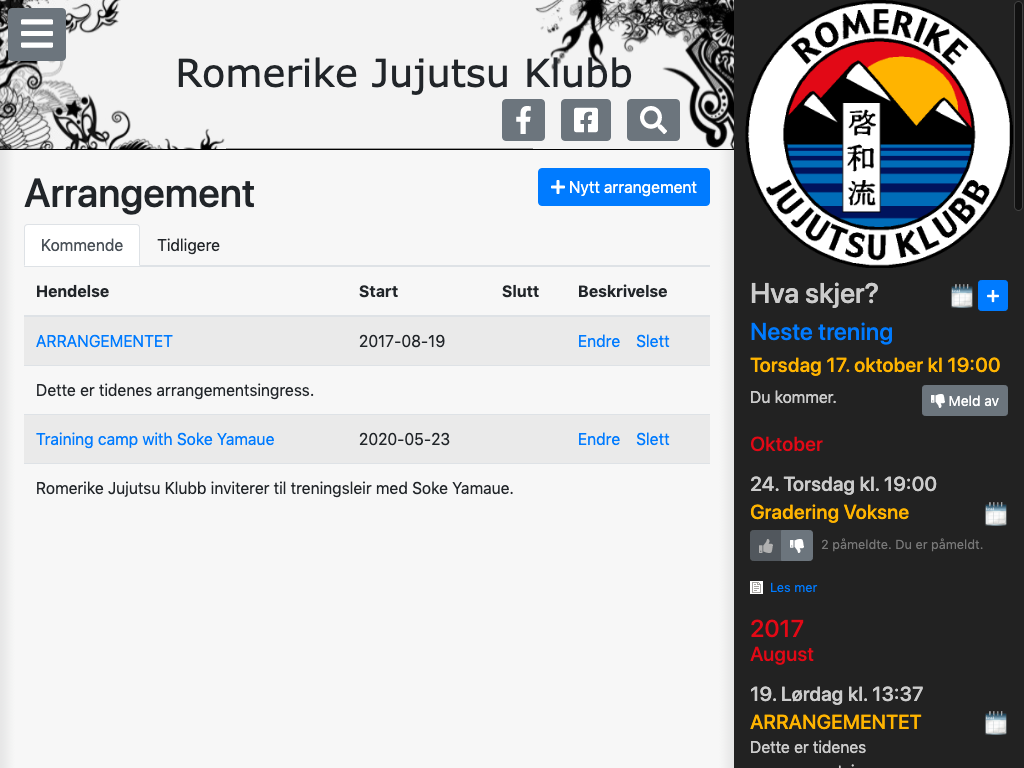 Romerike Jujutsu Klubb
Arrangement
Nytt arrangement
Kommende
Tidligere
Hendelse Start Slutt Beskrivelse
ARRANGEMENTET 2017-08-19 Endre Slett
Dette er tidenes arrangementsingress.
Training camp with Soke Yamaue 2020-05-23 Endre Slett
Romerike Jujutsu Klubb inviterer til treningsleir med Soke Yamaue.
ROMERIKE
啓和流
JUJUTSU KLUBB
Hva skjer?
Neste trening
Torsdag 17. oktober kl 19:00
Du kommer.
Meld av
Oktober
24. Torsdag kl. 19:00
Gradering Voksne
2 påmeldte. Du er påmeldt.
Les mer
2017
August
19. Lørdag kl. 13:37
ARRANGEMENTET
Dette er tidenes